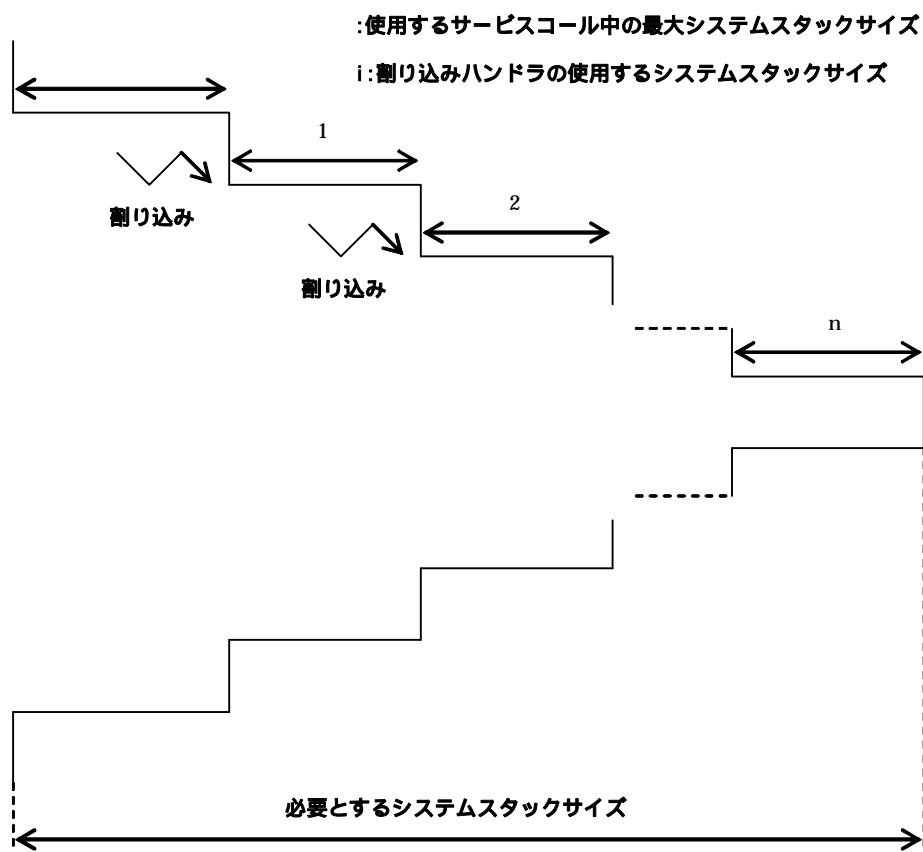 :使用するサービスコール中の最大システムスタックサイズ
i:割り込みハンドラの使用するシステムスタックサイズ
1
割り込み
2
割り込み
n
必要とするシステムスタックサイズ